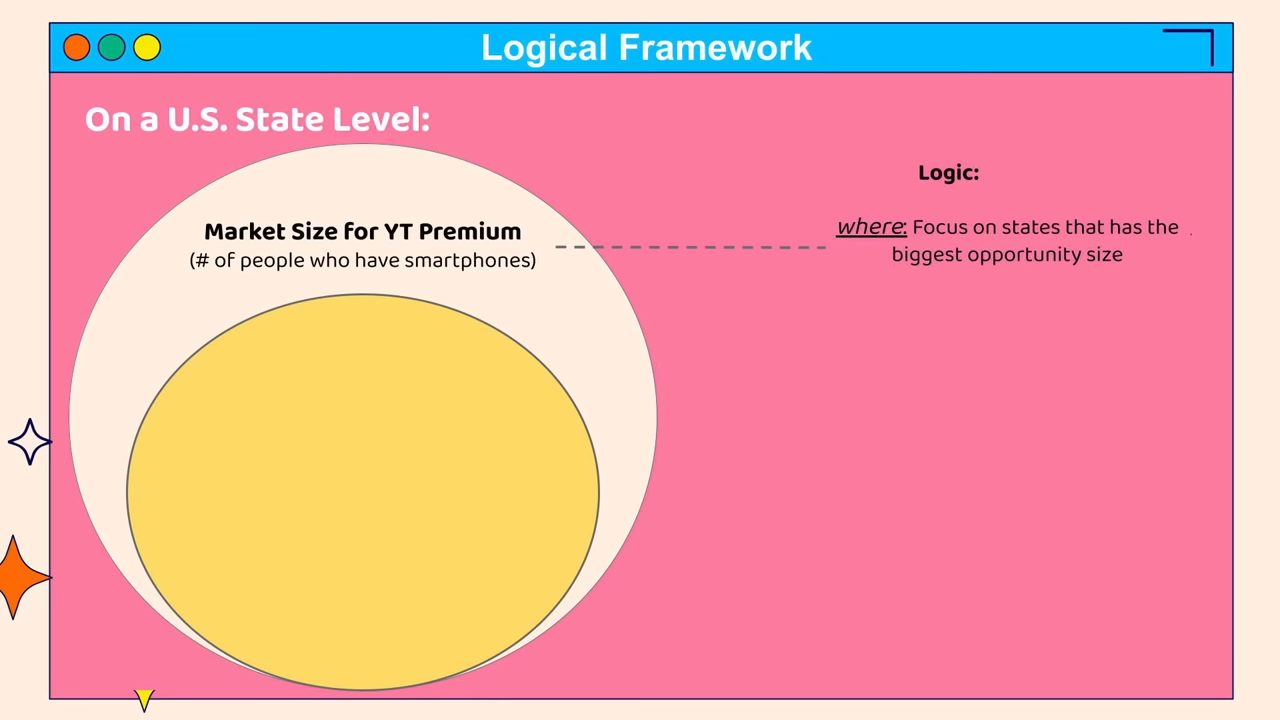 Logical Framework
On a U.S. State Level:
Market Size for YT Premium
(# of people who have smartphones)
Logic:
where: Focus on states that has the
biggest opportunity size